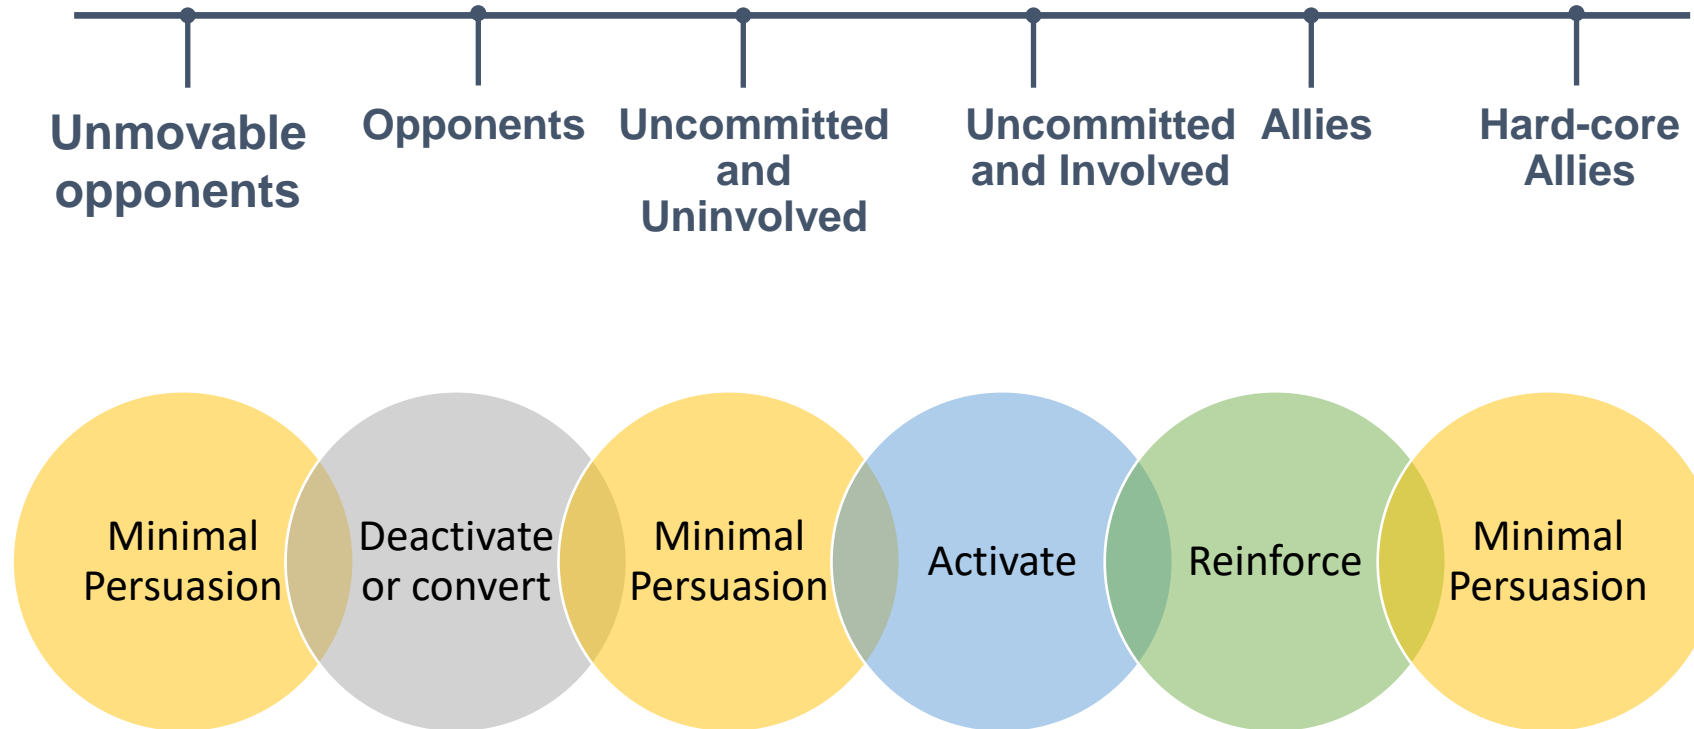 Unmovable
opponents
Opponents
Uncommitted
and
Uninvolved
Uncommitted
and Involved
Allies
Hard-core
Allies
Minimal
Persuasion
Deactivate
or convert
Minimal
Persuasion
Activate
Reinforce
Minimal
Persuasion